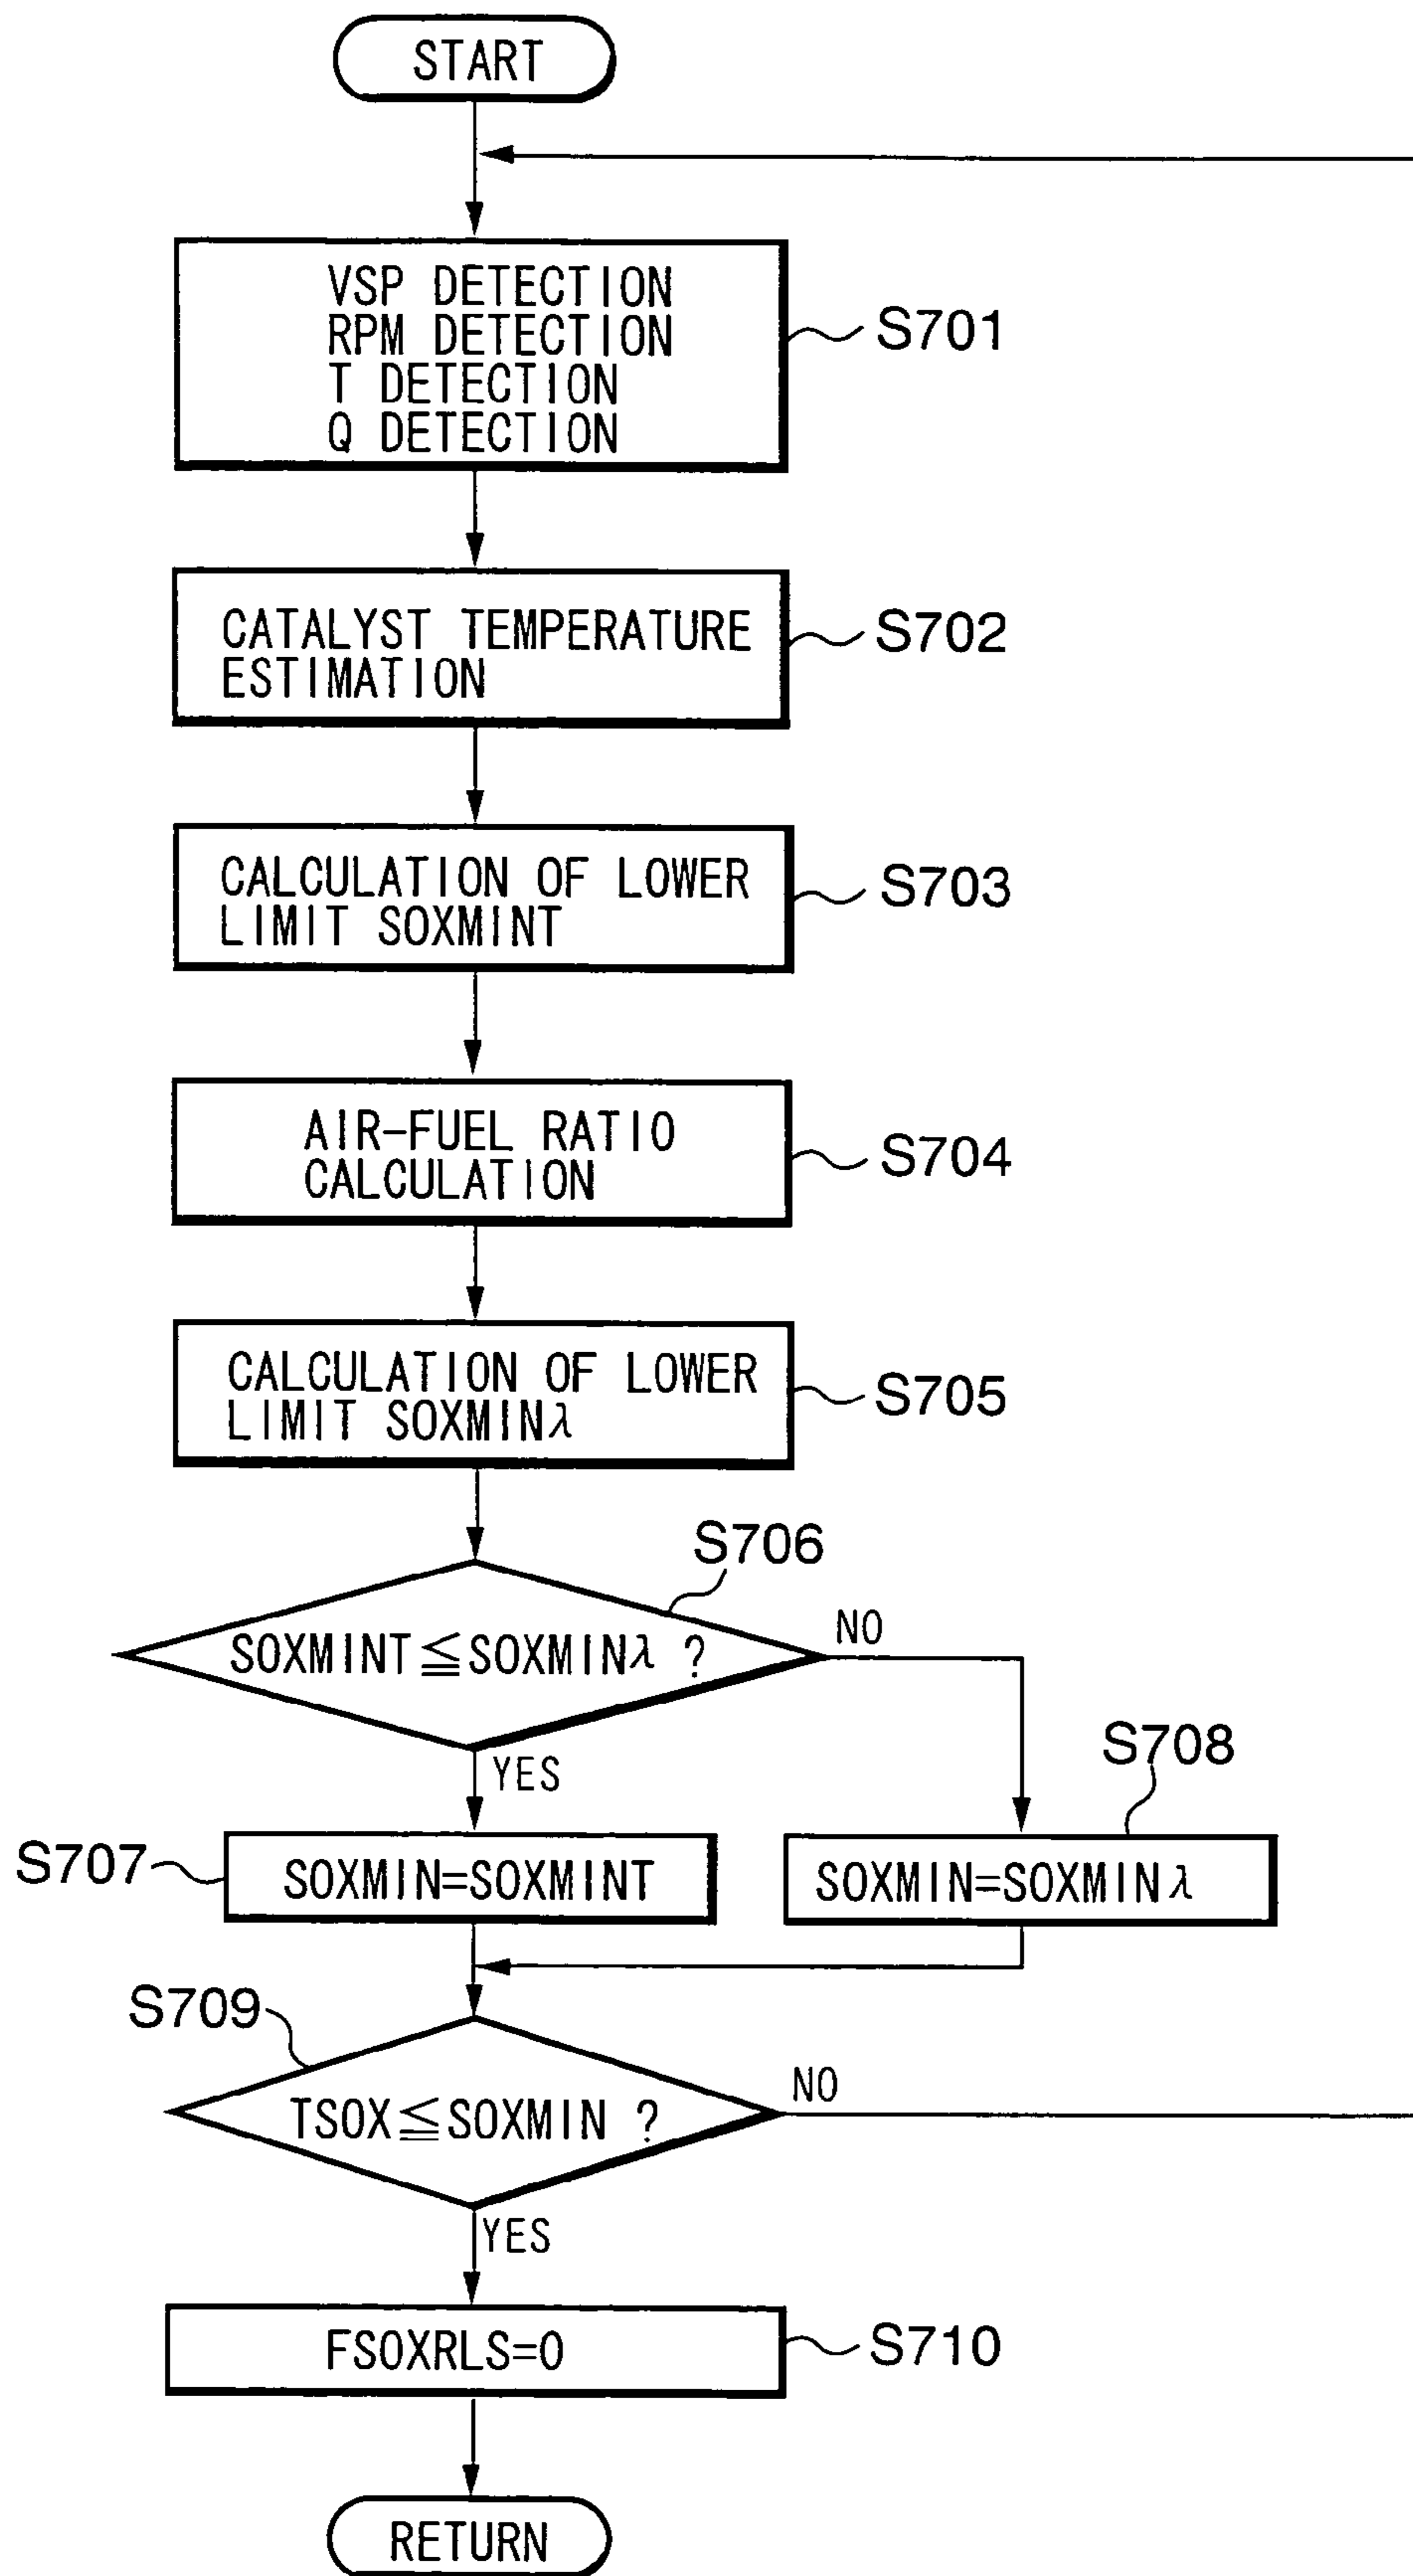 START
VSP DETECTION
RPM DETECTION
T DETECTION
Q DETECTION
S701
CATALYST TEMPERATURE
ESTIMATION
S702
CALCULATION OF LOWER
LIMIT SOXMINT
S703
AIR-FUEL RATIO
CALCULATION
S704
CALCULATION OF LOWER
LIMIT SOXMINλ
S705
S706
SOXMINT≦SOXMINλ ?
NO
YES
S708
S707
SOXMIN=SOXMINT
SOXMIN=SOXMINλ
S709
TSOX≦SOXMIN ?
NO
YES
FSOXRLS=0
S710
RETURN